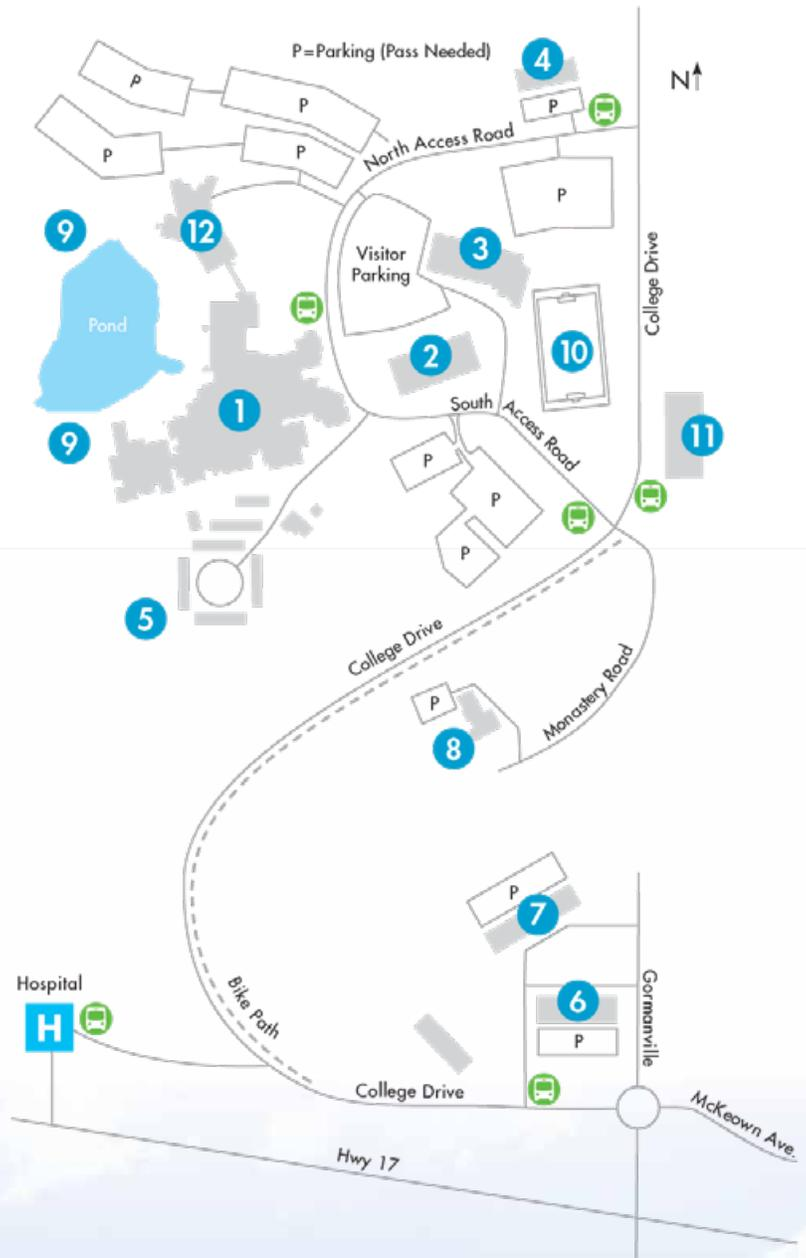 P=Parking (Pass Needed)
4
N
P
P
P
P
P
P
North Access Road
P
12
9
3
Visitor
Parking
College Drive
Pond
2
10
1
South Access Road
11
9
P
P
P
5
College Drive
P
Monastery Road
8
P
7
Hospital
H
Bike Path
6
P
Gormanville
College Drive
McKeown Ave.
Hwy 17